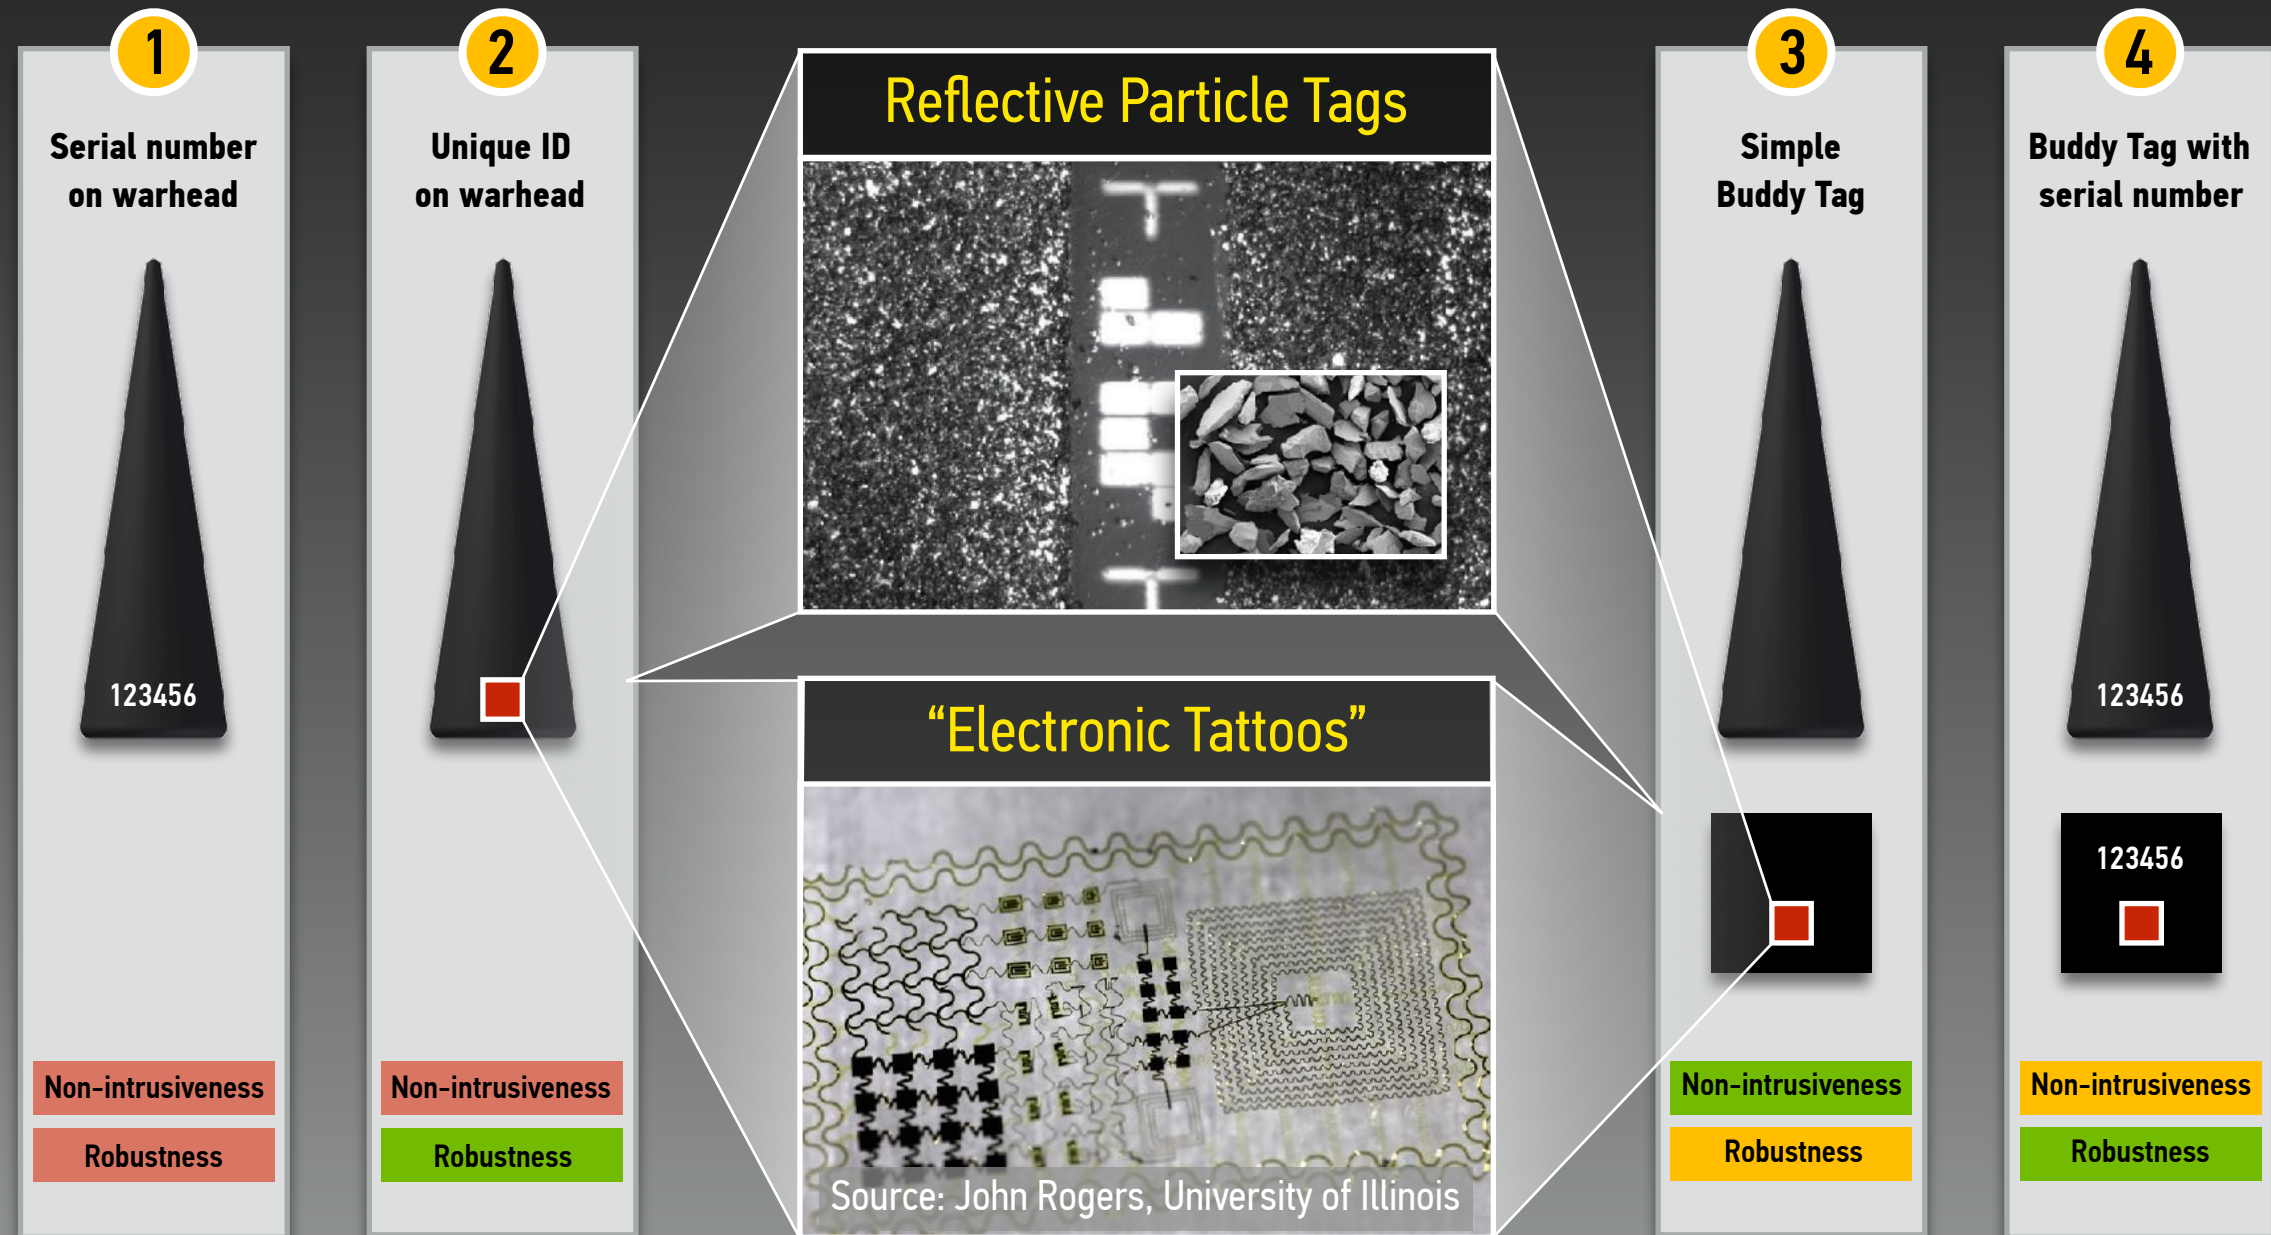 1
Serial number
on warhead
123456
Non-intrusiveness
Robustness
2
Unique ID
on warhead
Non-intrusiveness
Robustness
Reflective Particle Tags
“Electronic Tattoos”
Source: John Rogers, University of Illinois
3
Simple
Buddy Tag
Non-intrusiveness
Robustness
4
Buddy Tag with
serial number
123456
123456
Non-intrusiveness
Robustness